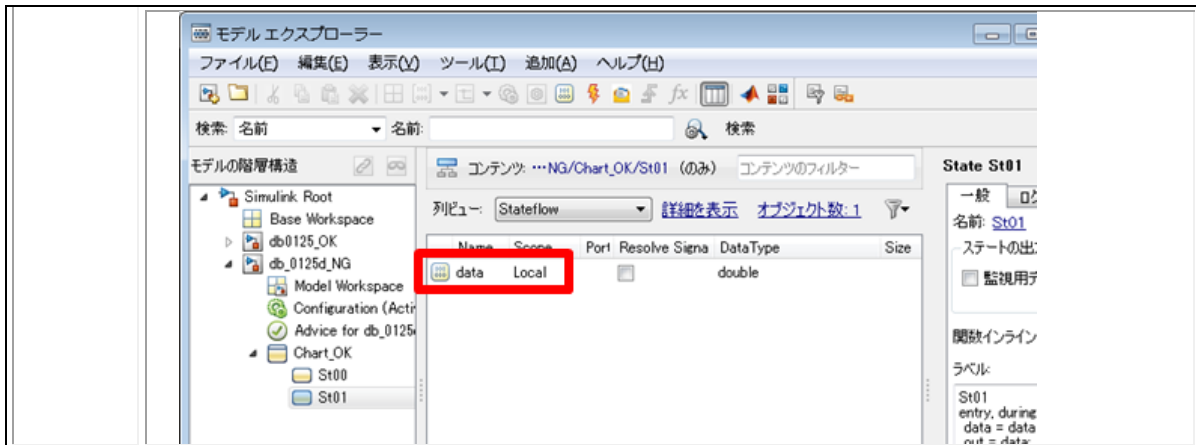 モデル エクスプローラー
ファイル(F) 編集(E) 表示(V) ツール(T) 追加(A) ヘルプ(H)
検索: 名前 名前: 検索
モデルの階層構造
Simulink Root
Base Workspace
db0125_OK
db_0125d_NG
Model Workspace
Configuration (Acti
Advice for db_0125
Chart_OK
St00
St01
コンテンツ: …NG/Chart_OK/St01 (のみ) コンテンツのフィルター
列ビュー: Stateflow 詳細を表示 オブジェクト数: 1
Name Scope Port Resolve Signa DataType Size
data Local double
State St01
一般 ログ
名前: St01
ステートの出
監視用デ
関数インライン
ラベル:
St01
entry, during
data = data
out = data;